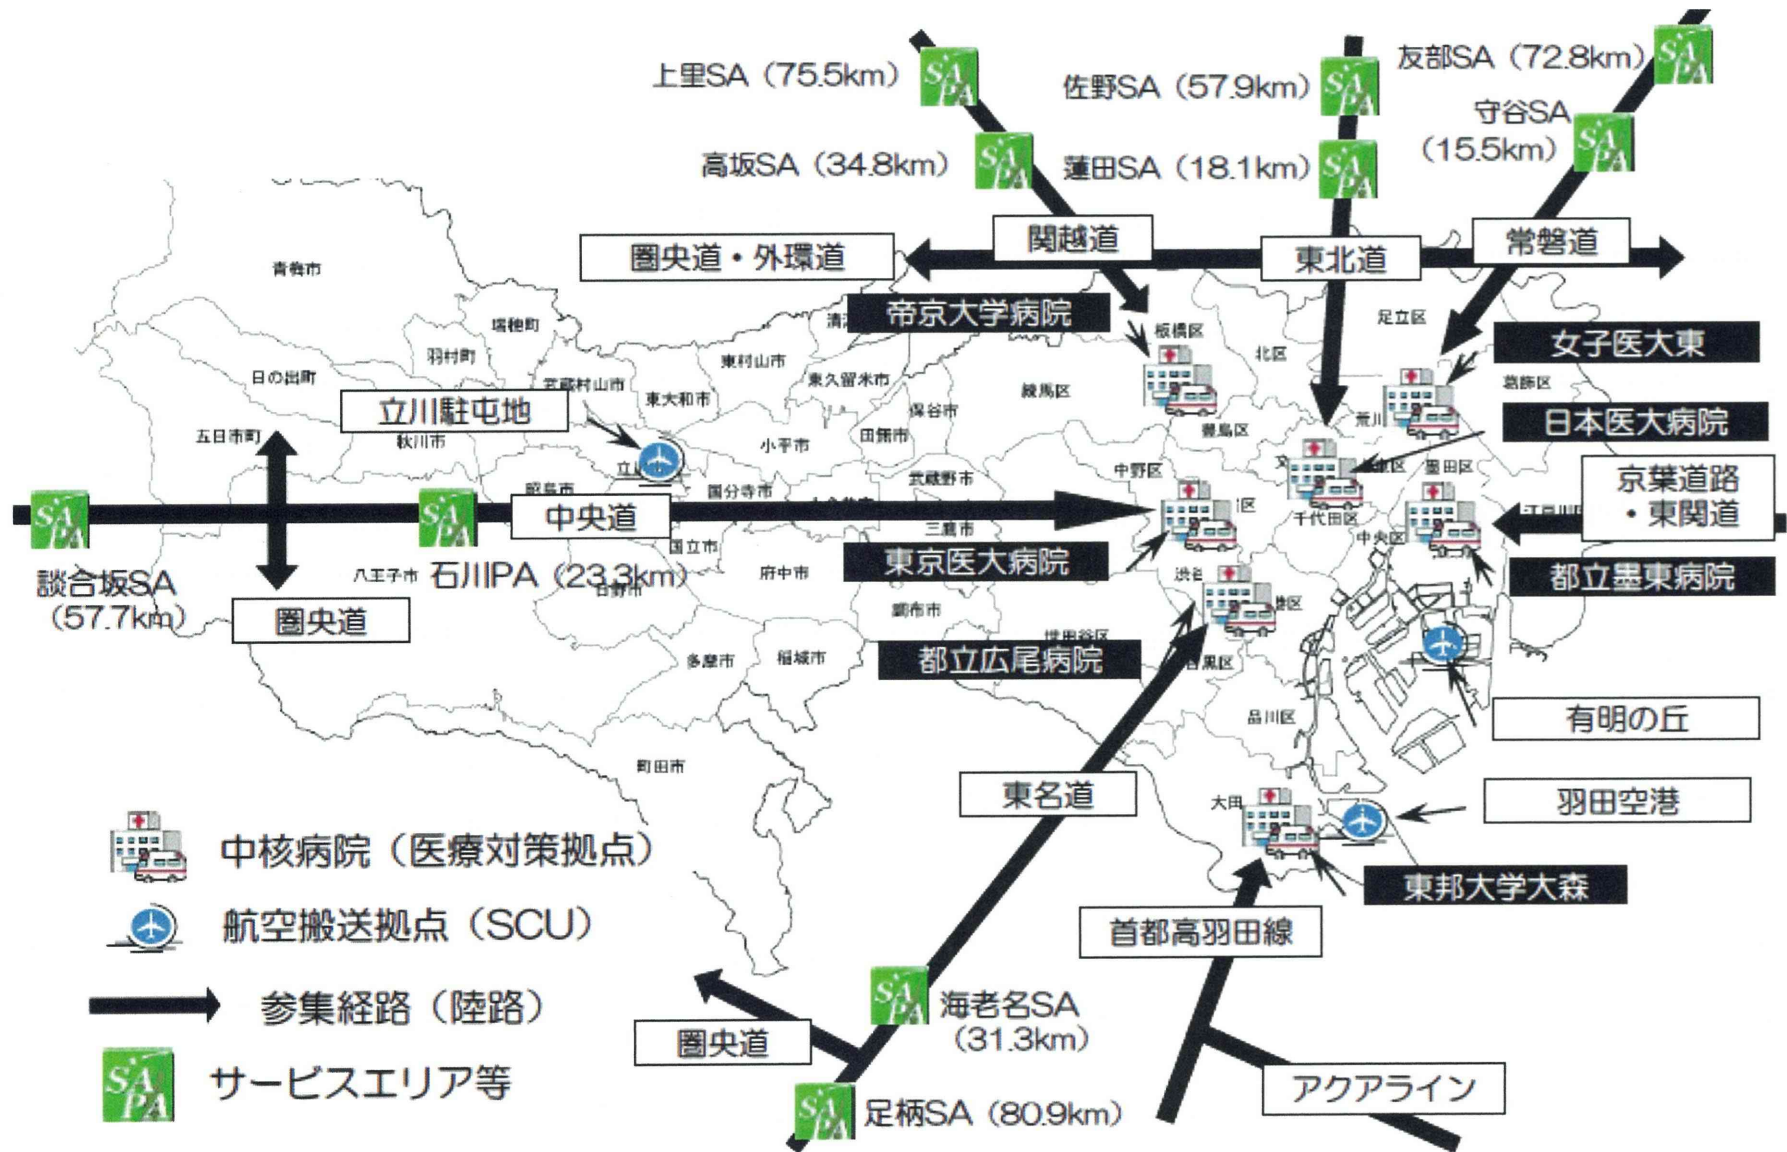 上里SA（75.5km）
佐野SA（57.9km）
友部SA（72.8km）
守谷SA
（15.5km）
高坂SA（34.8km）
蓮田SA（18.1km）
関越道
常磐道
圏央道・外環道
東北道
青梅市
帝京大学病院
瑞穂町
板橋区
足立区
女子医大東
羽村町
東村山市
北区
日の出町
武蔵村山市
東久留米市
葛飾区
立川駐屯地
東大和市
保谷市
練馬区
日本医大病院
荒川
五日市町
秋川市
小平市
田無市
豊島区
中野区
墨田区
京葉道路
・東関道
昭島市
国分寺市
武蔵野市
中央道
三鷹市
千代田区
中央区
国立市
東京医大病院
都立墨東病院
談合坂SA
（57.7km）
八王子市
石川PA（23.3km）
日野市
府中市
渋谷
圏央道
調布市
世田谷区
都立広尾病院
目黒区
多摩市
稲城市
品川区
有明の丘
町田市
東名道
大田
羽田空港
中核病院（医療対策拠点）
東邦大学大森
航空搬送拠点（SCU）
首都高羽田線
参集経路（陸路）
海老名SA
（31.3km）
圏央道
サービスエリア等
アクアライン
足柄SA（80.9km）